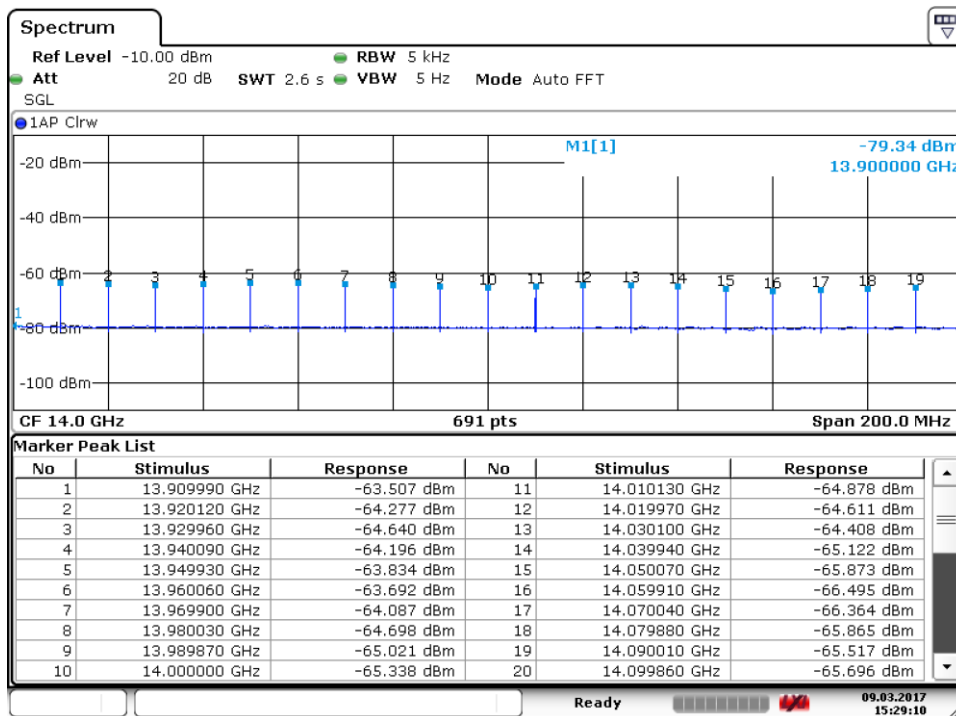 Spectrum
Ref Level -10.00 dBm RBW 5 kHz
Att 20 dB SWT 2.6 s VBW 5 Hz Mode Auto FFT
SGL
1AP Clrw
M1[1] -79.34 dBm
13.900000 GHz
-20 dBm
-40 dBm
-60 dBm
1 2 3 4 5 6 7 8 9 10 11 12 13 14 15 16 17 18 19
1
-80 dBm
-100 dBm
CF 14.0 GHz 691 pts Span 200.0 MHz
Marker Peak List
No Stimulus Response No Stimulus Response
1 13.909990 GHz -63.507 dBm 11 14.010130 GHz -64.878 dBm
2 13.920120 GHz -64.277 dBm 12 14.019970 GHz -64.611 dBm
3 13.929960 GHz -64.640 dBm 13 14.030100 GHz -64.408 dBm
4 13.940090 GHz -64.196 dBm 14 14.039940 GHz -65.122 dBm
5 13.949930 GHz -63.834 dBm 15 14.050070 GHz -65.873 dBm
6 13.960060 GHz -63.692 dBm 16 14.059910 GHz -66.495 dBm
7 13.969900 GHz -64.087 dBm 17 14.070040 GHz -66.364 dBm
8 13.980030 GHz -64.698 dBm 18 14.079880 GHz -65.865 dBm
9 13.989870 GHz -65.021 dBm 19 14.090010 GHz -65.517 dBm
10 14.000000 GHz -65.338 dBm 20 14.099860 GHz -65.696 dBm
Ready 09.03.2017
15:29:10